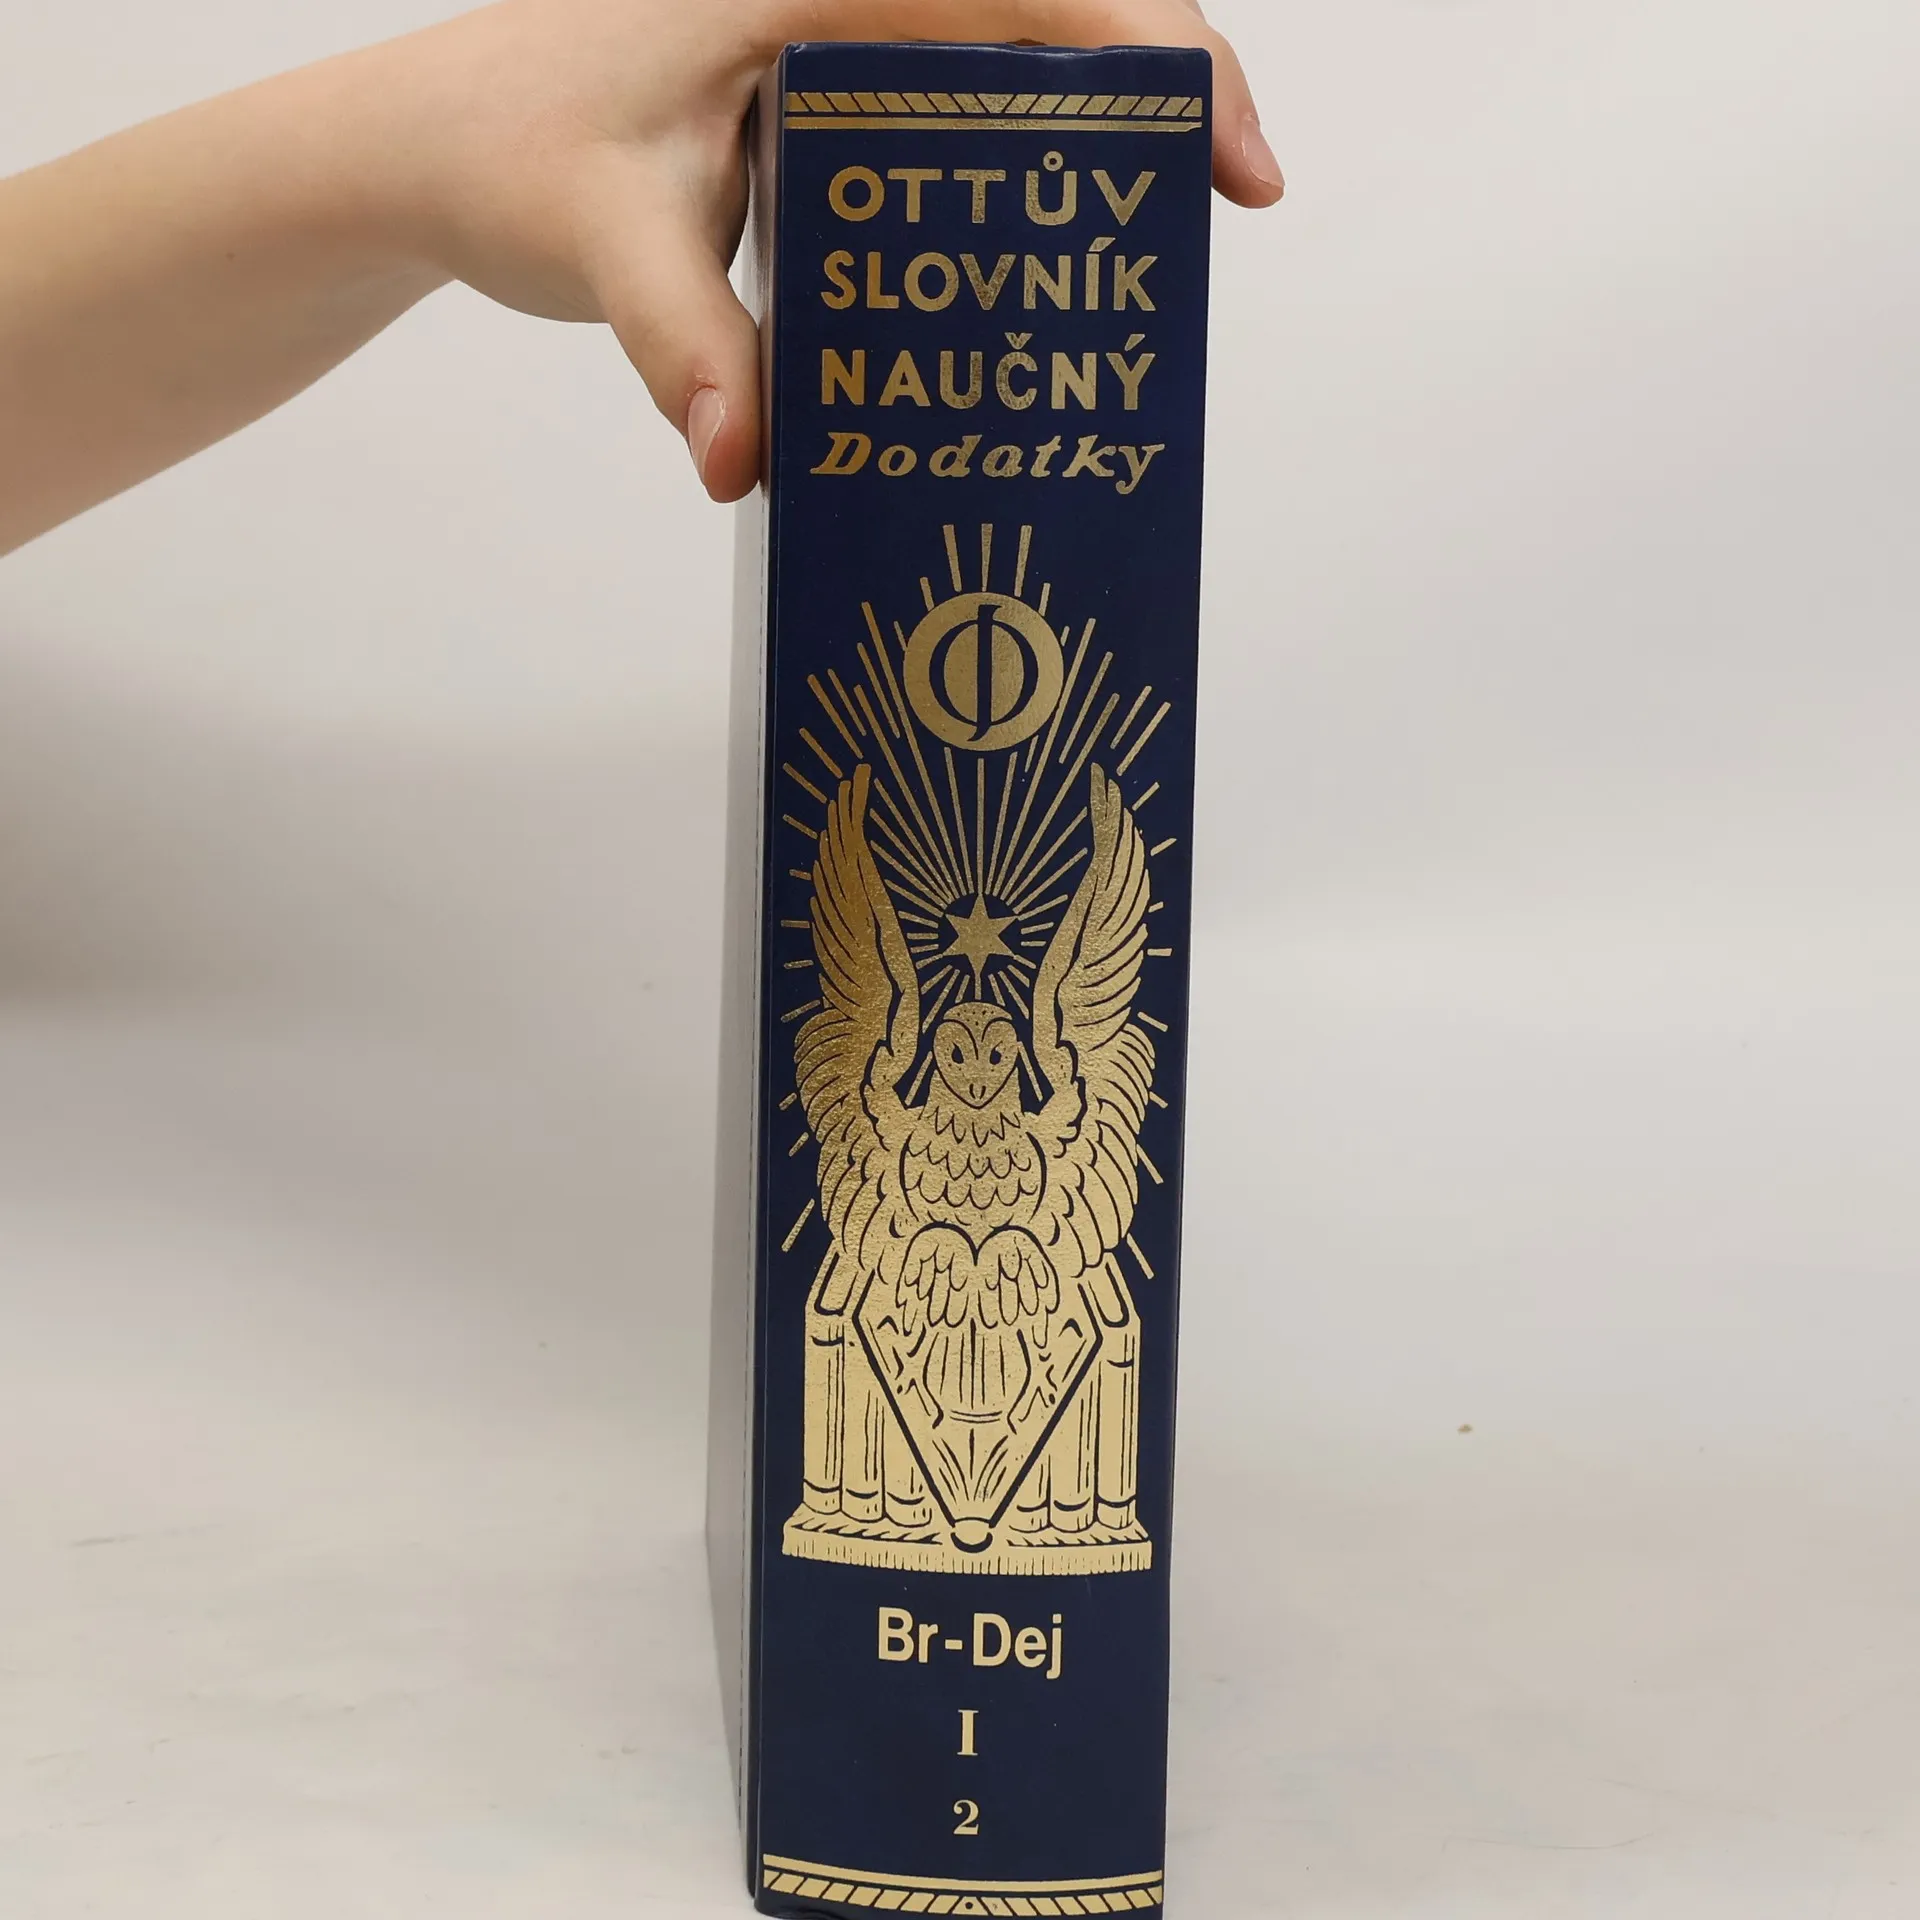 OTTŮV
SLOVNÍK
NAUČNÝ
Dodatky
Br-Dej
I
2